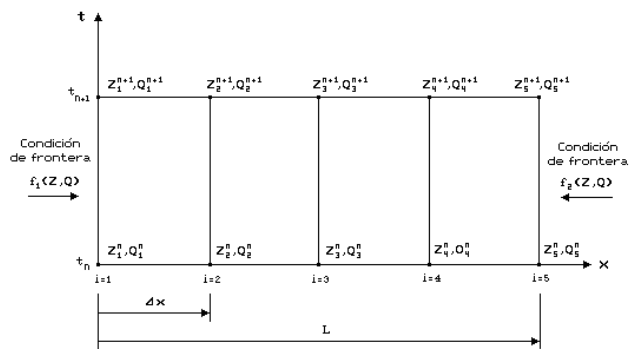 t
Z₁ⁿ⁺¹,Q₁ⁿ⁺¹ Z₂ⁿ⁺¹,Q₂ⁿ⁺¹ Z₃ⁿ⁺¹,Q₃ⁿ⁺¹ Z₄ⁿ⁺¹,Q₄ⁿ⁺¹ Z₅ⁿ⁺¹,Q₅ⁿ⁺¹
tₙ₊₁
Condición
de frontera
f₁(Z,Q)
Condición
de frontera
f₂(Z,Q)
Z₁ⁿ,Q₁ⁿ Z₂ⁿ,Q₂ⁿ Z₃ⁿ,Q₃ⁿ Z₄ⁿ,Q₄ⁿ Z₅ⁿ,Q₅ⁿ
tₙ
x
i=1 i=2 i=3 i=4 i=5
Δx
L